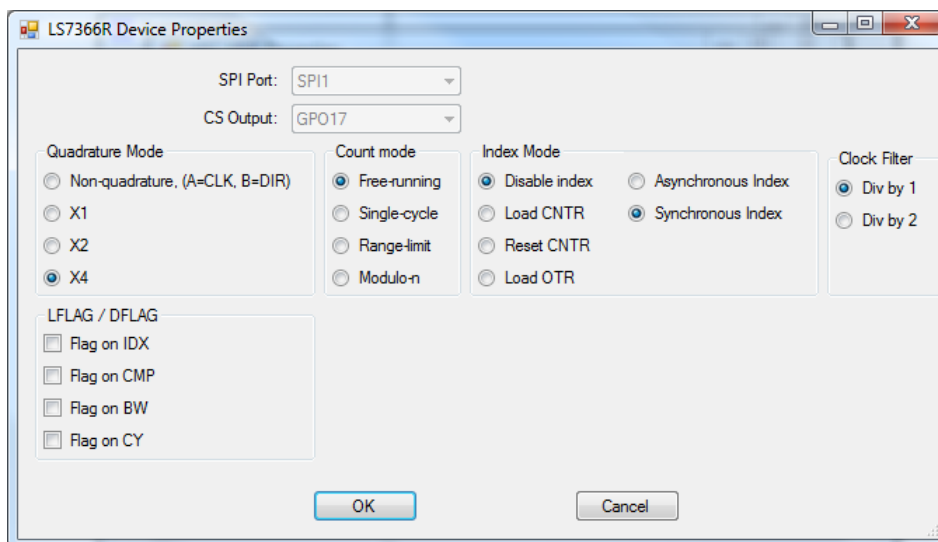 LS7366R Device Properties
SPI Port: SPI1
CS Output: GPO17
Quadrature Mode
Non-quadrature, (A=CLK, B=DIR)
X1
X2
X4
Count mode
Free-running
Single-cycle
Range-limit
Modulo-n
Index Mode
Disable index
Load CNTR
Reset CNTR
Load OTR
Asynchronous Index
Synchronous Index
Clock Filter
Div by 1
Div by 2
LFLAG / DFLAG
Flag on IDX
Flag on CMP
Flag on BW
Flag on CY
OK
Cancel